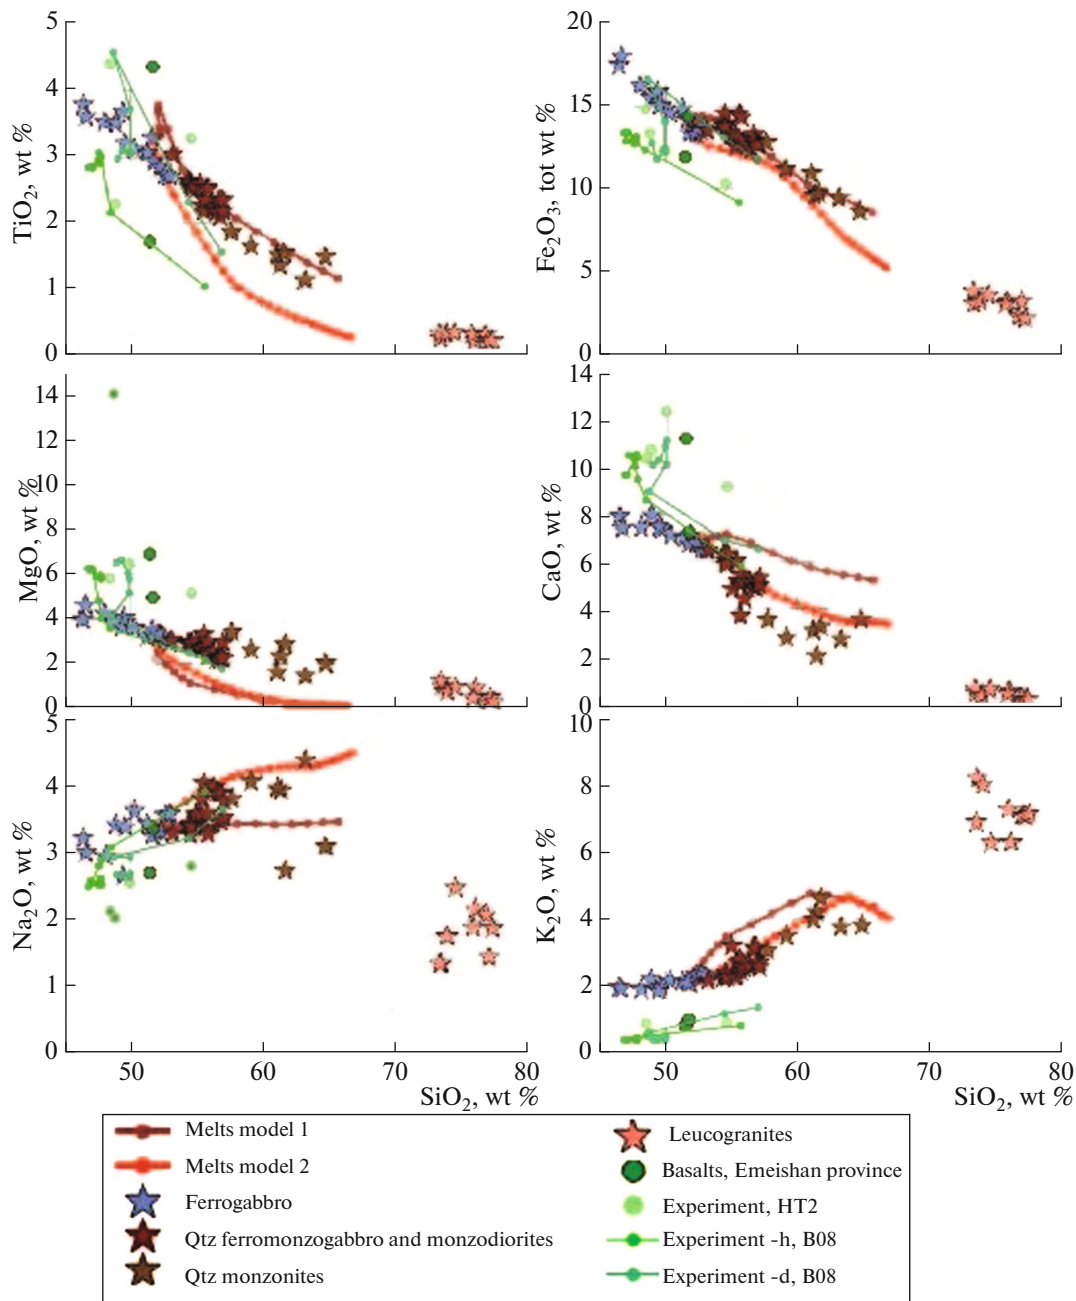 5
4
3
2
1
0
TiO₂, wt %
20
15
10
5
0
Fe₂O₃, tot wt %
14
12
10
8
6
4
2
0
MgO, wt %
14
12
10
8
6
4
2
0
CaO, wt %
5
4
3
2
1
0
Na₂O, wt %
50 60 70 80
SiO₂, wt %
10
8
6
4
2
0
K₂O, wt %
50 60 70 80
SiO₂, wt %
Melts model 1
Melts model 2
Ferrogabbro
Qtz ferromonzogabbro and monzodiorites
Qtz monzonites
Leucogranites
Basalts, Emeishan province
Experiment, HT2
Experiment -h, B08
Experiment -d, B08